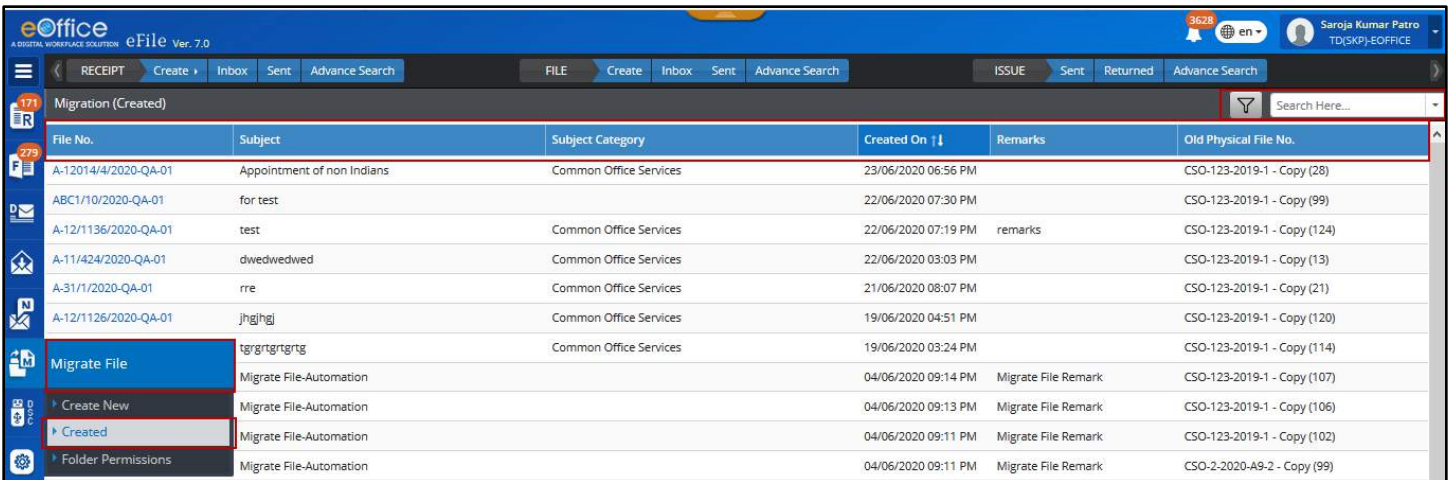 eOffice
A DIGITAL WORKPLACE SOLUTION eFile Ver. 7.0
3628
en
Saroja Kumar Patro
TD(SKP)-EOFFICE
RECEIPT Create Inbox Sent Advance Search FILE Create Inbox Sent Advance Search ISSUE Sent Returned Advance Search
171
R
Migration (Created) Search Here...
File No. Subject Subject Category Created On Remarks Old Physical File No.
279
F
A-12014/4/2020-QA-01 Appointment of non Indians Common Office Services 23/06/2020 06:56 PM CSO-123-2019-1 - Copy (28)
ABC1/10/2020-QA-01 for test 22/06/2020 07:30 PM CSO-123-2019-1 - Copy (99)
D
A-12/1136/2020-QA-01 test Common Office Services 22/06/2020 07:19 PM remarks CSO-123-2019-1 - Copy (124)
A-11/424/2020-QA-01 dwedwedwed Common Office Services 22/06/2020 03:03 PM CSO-123-2019-1 - Copy (13)
A-31/1/2020-QA-01 rre Common Office Services 21/06/2020 08:07 PM CSO-123-2019-1 - Copy (21)
N
A-12/1126/2020-QA-01 jhgjhgj Common Office Services 19/06/2020 04:51 PM CSO-123-2019-1 - Copy (120)
tgrgrtgrtgrtg Common Office Services 19/06/2020 03:24 PM CSO-123-2019-1 - Copy (114)
M
Migrate File
Migrate File-Automation 04/06/2020 09:14 PM Migrate File Remark CSO-123-2019-1 - Copy (107)
DSC
Create New
Migrate File-Automation 04/06/2020 09:13 PM Migrate File Remark CSO-123-2019-1 - Copy (106)
Created
Migrate File-Automation 04/06/2020 09:11 PM Migrate File Remark CSO-123-2019-1 - Copy (102)
Folder Permissions
Migrate File-Automation 04/06/2020 09:11 PM Migrate File Remark CSO-2-2020-A9-2 - Copy (99)